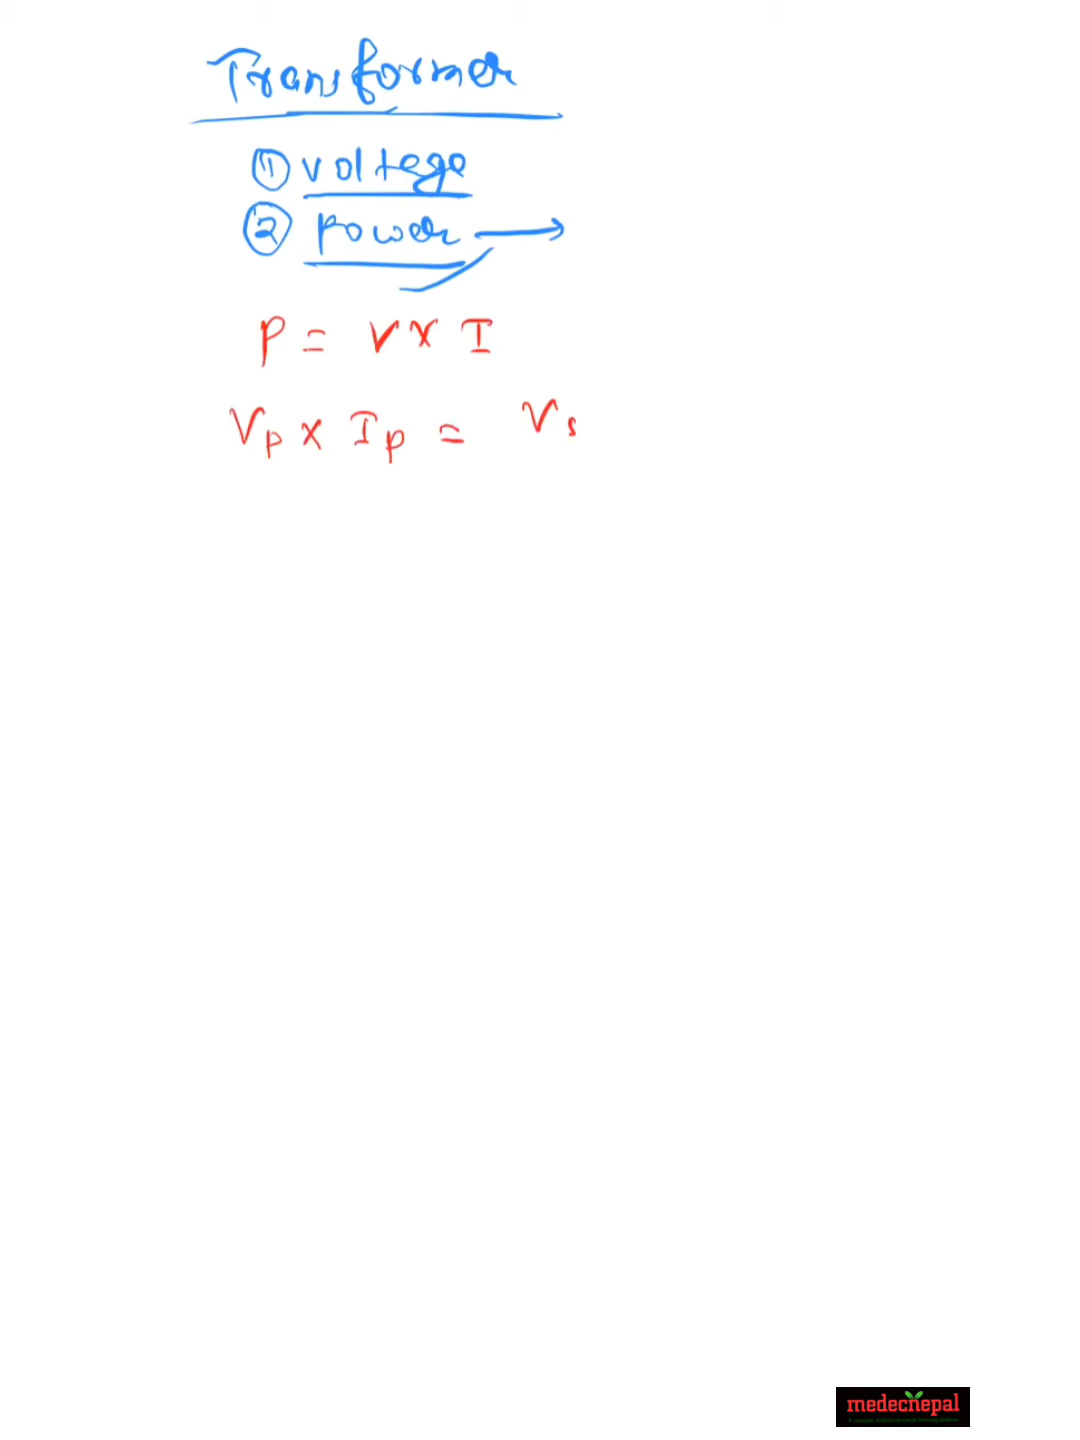 Transformer
① voltage
② Power →
P = V x I
Vp x Ip = Vs
medecnepal